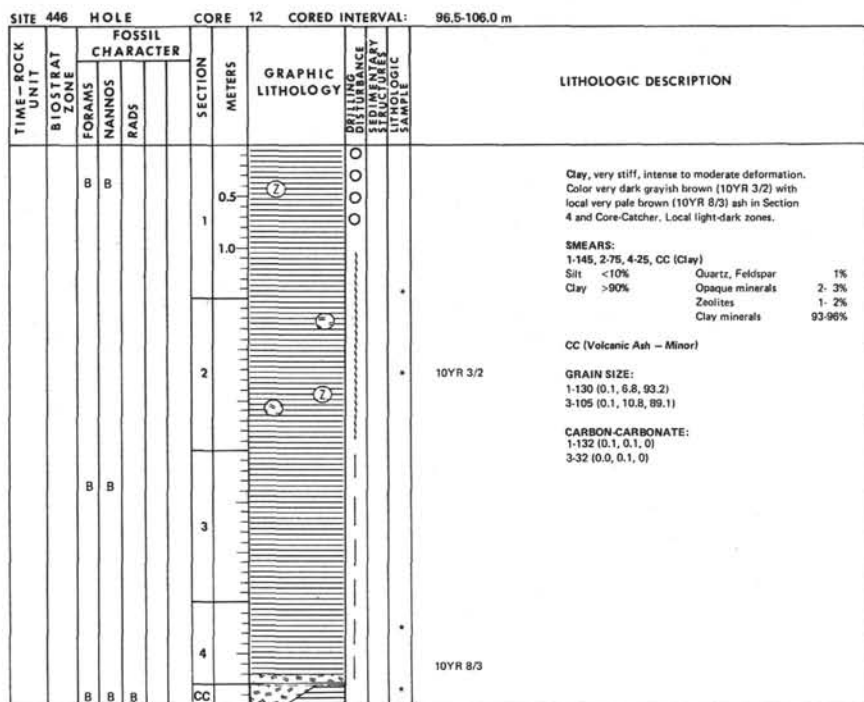 SITE 446 HOLE CORE 12 CORED INTERVAL: 96.5-106.0 m
TIME-ROCK UNIT
BIOSTRAT ZONE
FOSSIL CHARACTER
FORAMS
NANNOS
RADS
SECTION
METERS
GRAPHIC LITHOLOGY
DRILLING DISTURBANCE
SEDIMENTARY STRUCTURES
LITHOLOGIC SAMPLE
LITHOLOGIC DESCRIPTION
B B
Z
0.5
1
1.0
*
2
Z
*
10YR 3/2
B B
3
*
4
10YR 8/3
B B B
CC
*
Clay, very stiff, intense to moderate deformation.
Color very dark grayish brown (10YR 3/2) with
local very pale brown (10YR 8/3) ash in Section
4 and Core-Catcher. Local light-dark zones.
SMEARS:
1-145, 2-75, 4-25, CC (Clay)
Silt <10% Quartz, Feldspar 1%
Clay >90% Opaque minerals 2- 3%
Zeolites 1- 2%
Clay minerals 93-96%
CC (Volcanic Ash – Minor)
GRAIN SIZE:
1-130 (0.1, 6.8, 93.2)
3-105 (0.1, 10.8, 89.1)
CARBON-CARBONATE:
1-132 (0.1, 0.1, 0)
3-32 (0.0, 0.1, 0)